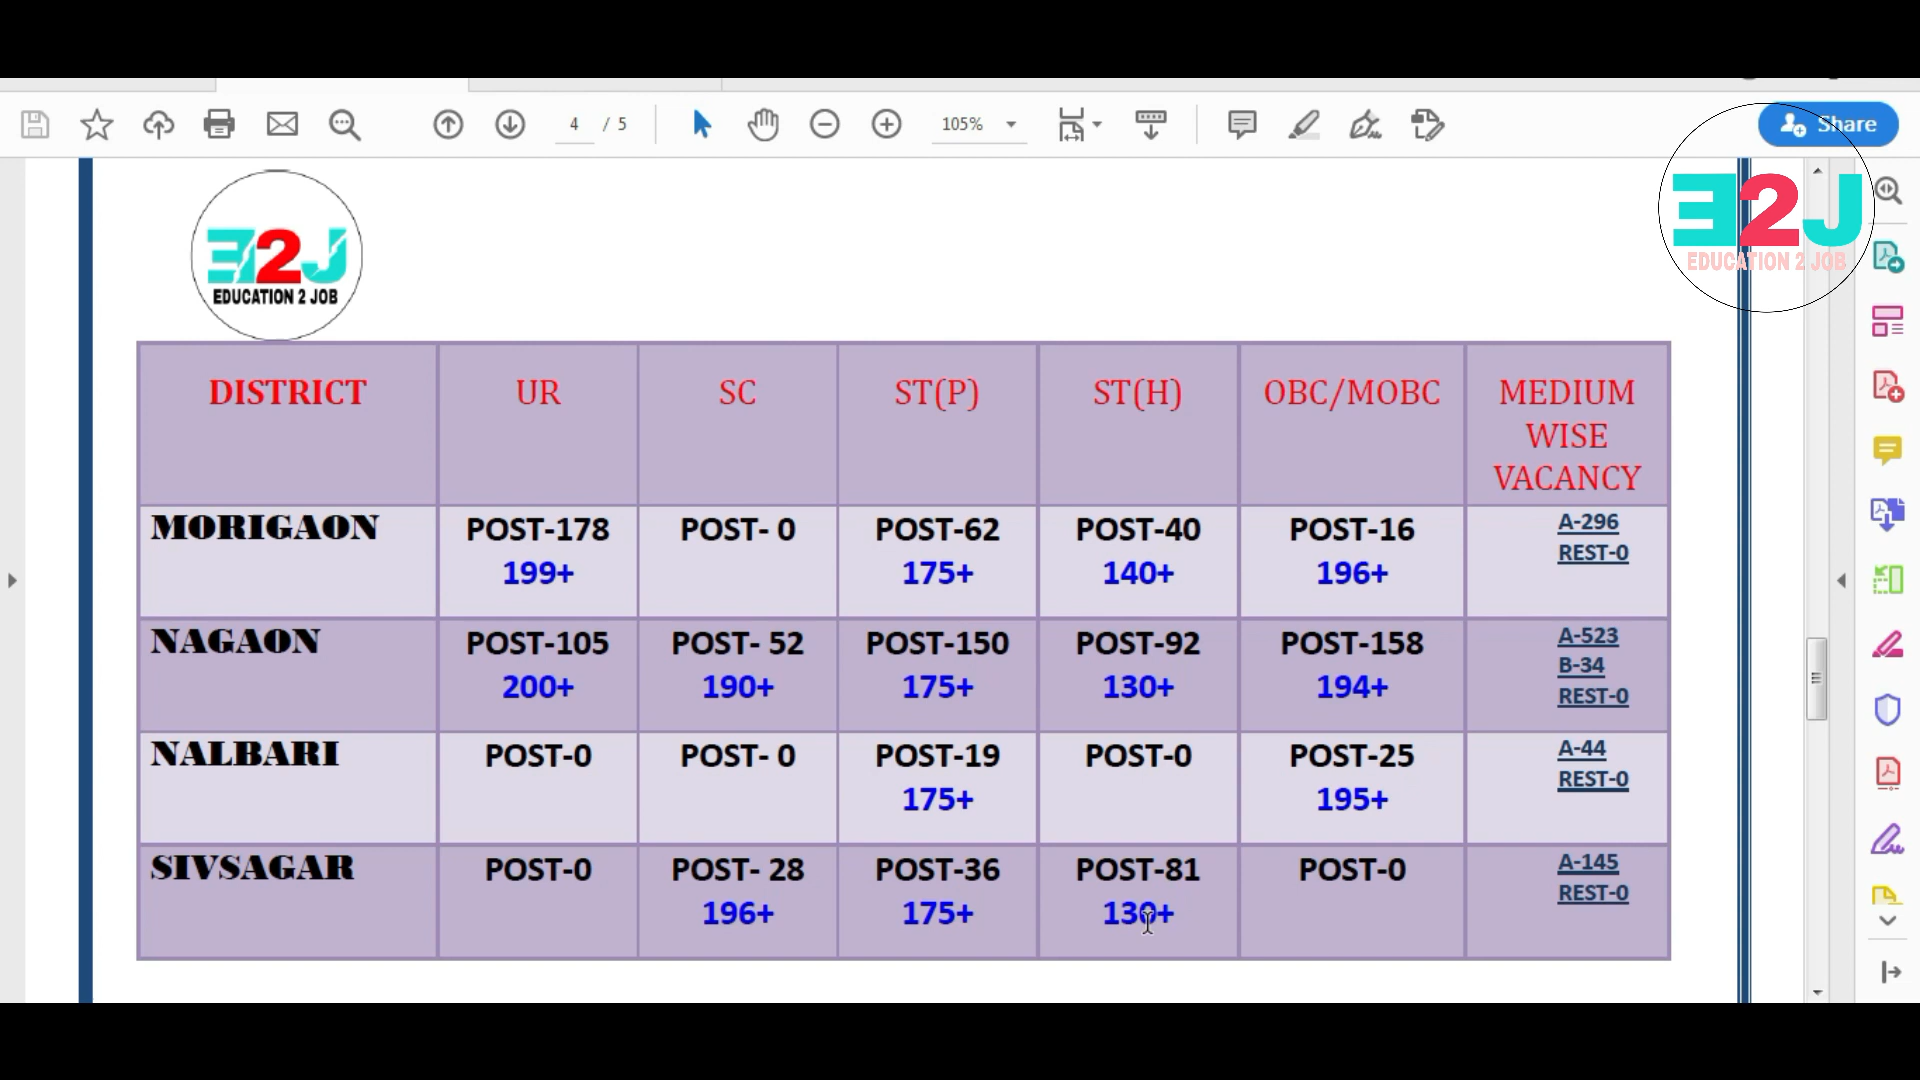 4 / 5
105%
Share
E2J
EDUCATION 2 JOB
E2J
EDUCATION 2 JOB
DISTRICT UR SC ST(P) ST(H) OBC/MOBC MEDIUM
WISE
VACANCY
MORIGAON POST-178 POST- 0 POST-62 POST-40 POST-16 A-296
199+ 175+ 140+ 196+ REST-0
NAGAON POST-105 POST- 52 POST-150 POST-92 POST-158 A-523
B-34
200+ 190+ 175+ 130+ 194+ REST-0
NALBARI POST-0 POST- 0 POST-19 POST-0 POST-25 A-44
175+ 195+ REST-0
SIVSAGAR POST-0 POST- 28 POST-36 POST-81 POST-0 A-145
196+ 175+ 130+ REST-0